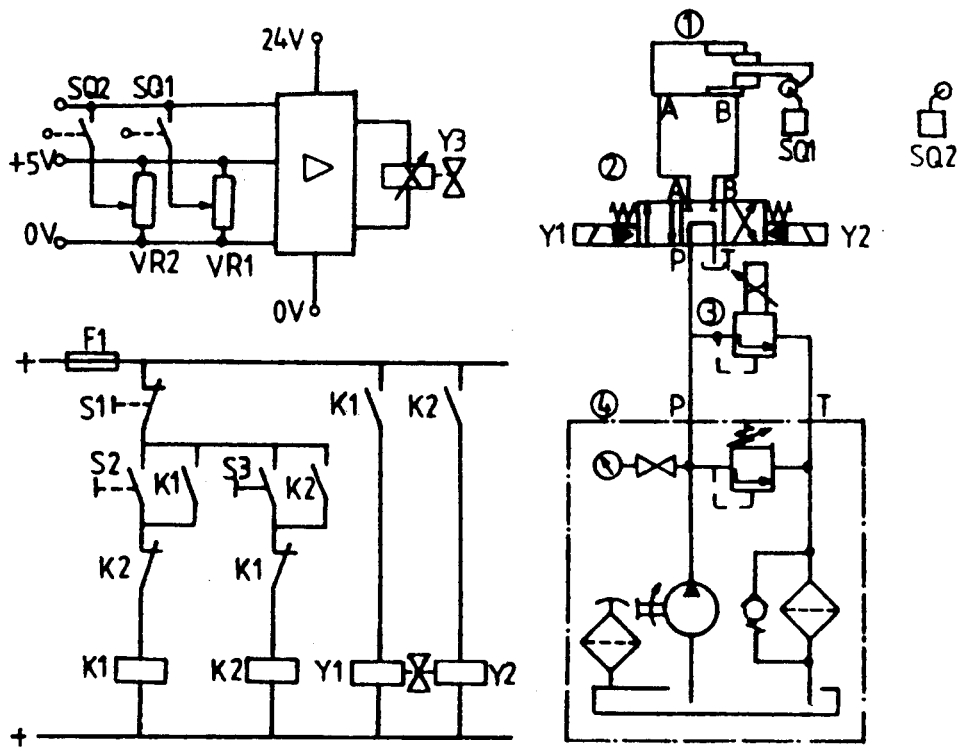 24V
SQ2 SQ1
+5V
0V
VR2 VR1
Y3
0V
+ F1
S1
K1 K2
S2 K1 S3 K2
K2 K1
K1 K2 Y1 Y2
+
①
A B
SQ1
SQ2
②
A B
Y1 Y2
P T
③
④ P T